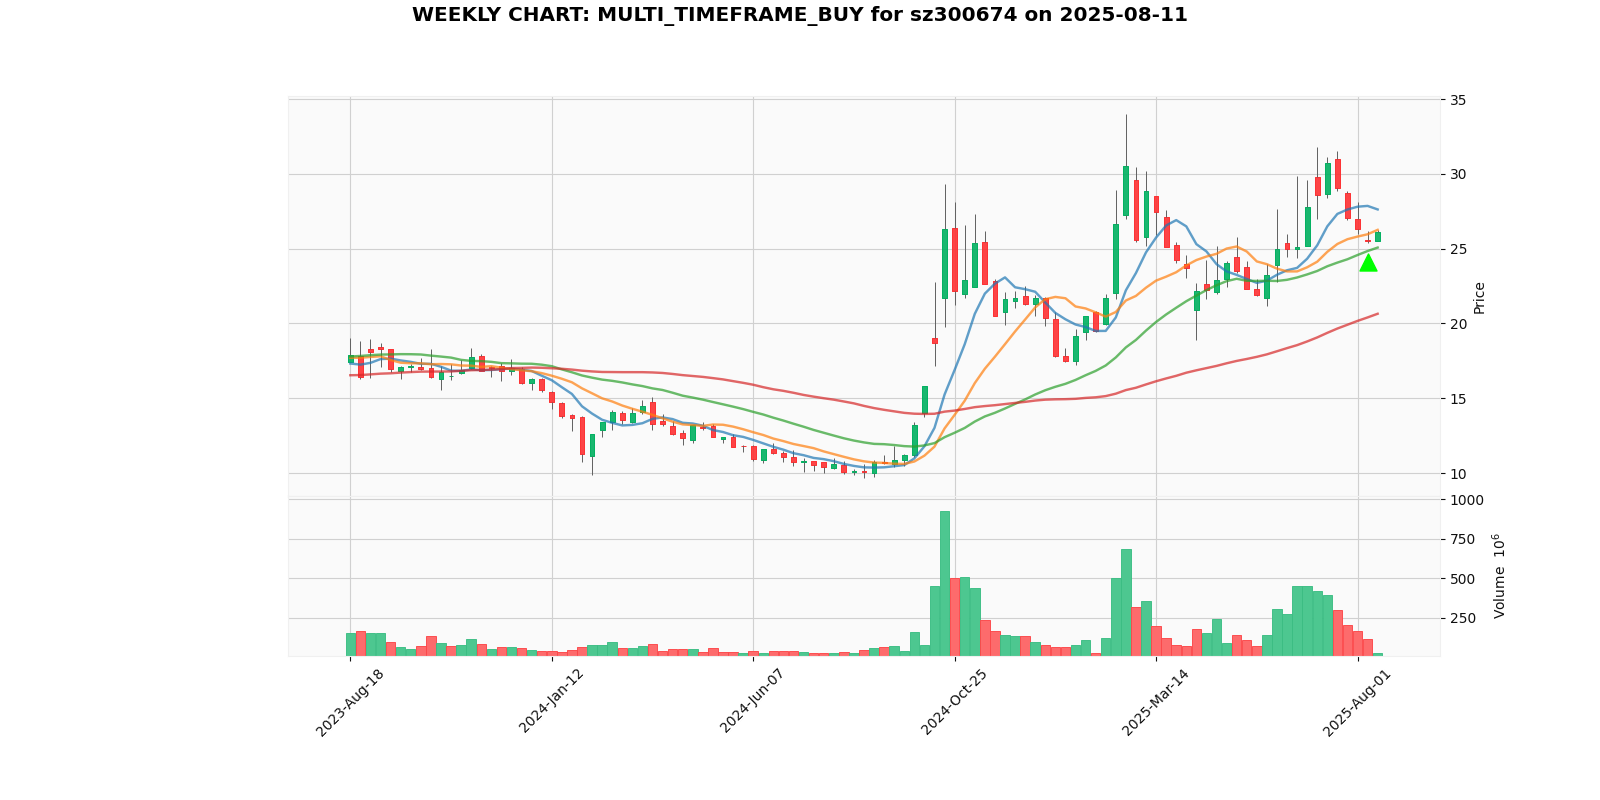 WEEKLY CHART: MULTI_TIMEFRAME_BUY for sz300674 on 2025-08-11
35
30
25
20
15
10
Price
1000
750
500
250
Volume 10^6
2023-Aug-18
2024-Jan-12
2024-Jun-07
2024-Oct-25
2025-Mar-14
2025-Aug-01